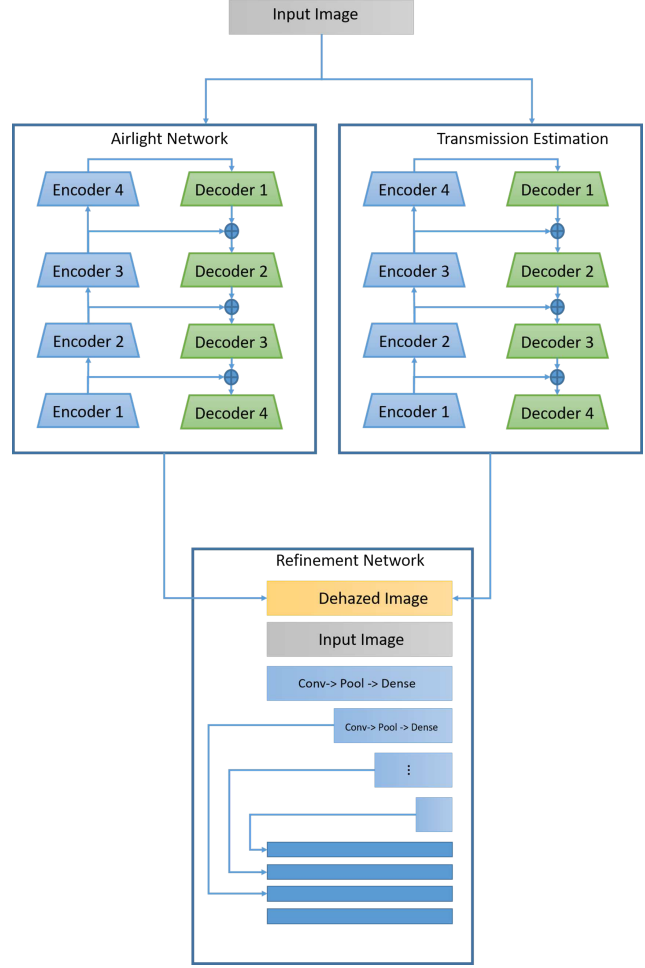 Input Image
Airlight Network
Encoder 4
Decoder 1
Encoder 3
Decoder 2
Encoder 2
Decoder 3
Encoder 1
Decoder 4
Transmission Estimation
Encoder 4
Decoder 1
Encoder 3
Decoder 2
Encoder 2
Decoder 3
Encoder 1
Decoder 4
Refinement Network
Dehazed Image
Input Image
Conv-> Pool -> Dense
Conv-> Pool -> Dense
⋮